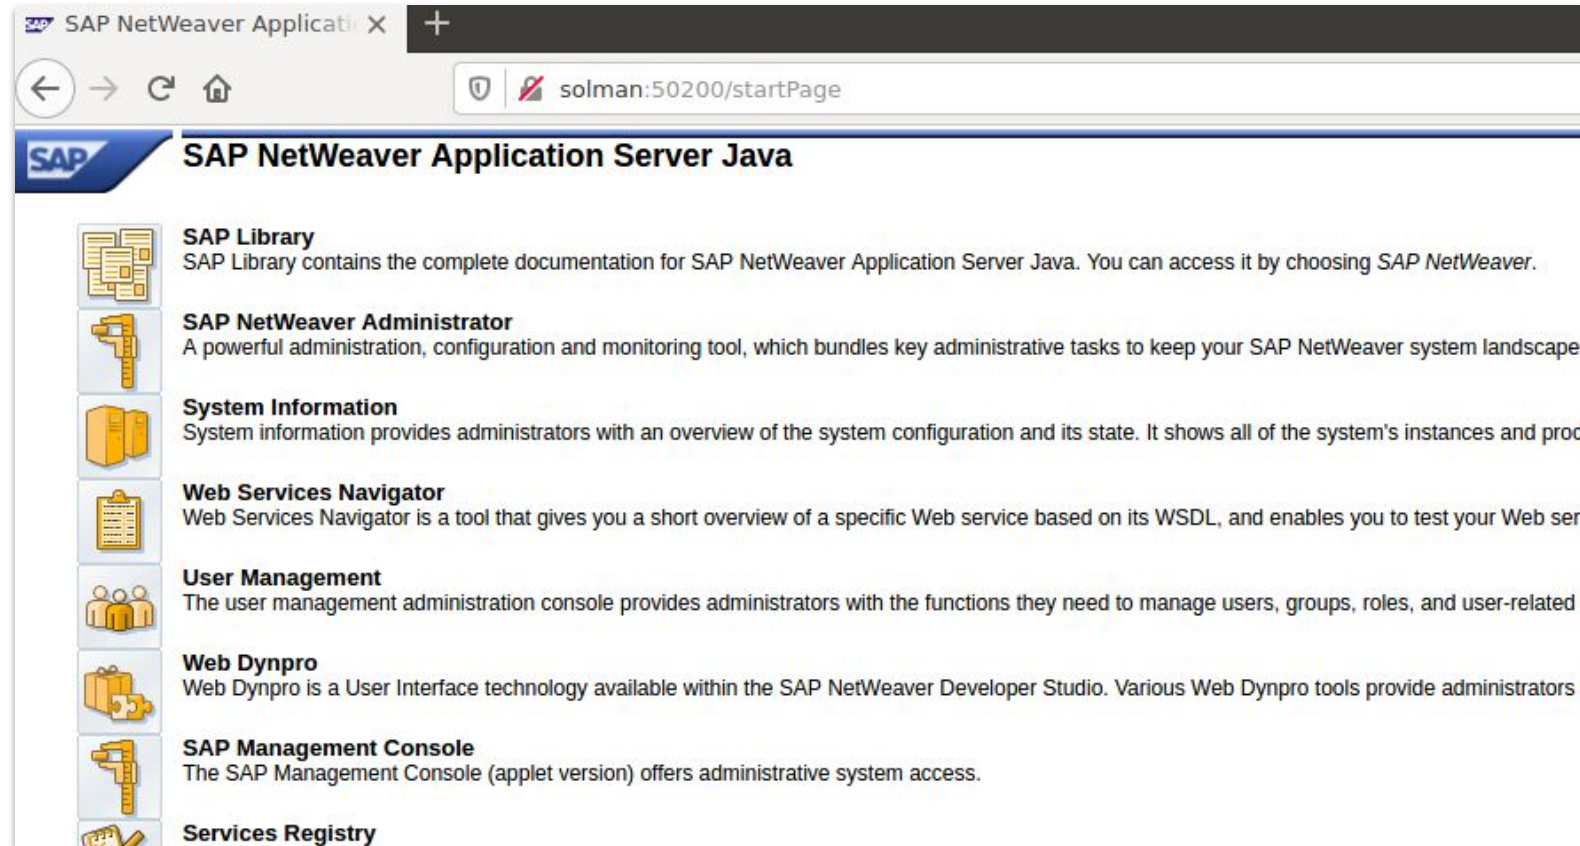 SAP SAP NetWeaver Applicati
solman:50200/startPage
SAP SAP NetWeaver Application Server Java
SAP Library
SAP Library contains the complete documentation for SAP NetWeaver Application Server Java. You can access it by choosing SAP NetWeaver.
SAP NetWeaver Administrator
A powerful administration, configuration and monitoring tool, which bundles key administrative tasks to keep your SAP NetWeaver system landscape
System Information
System information provides administrators with an overview of the system configuration and its state. It shows all of the system's instances and proc
Web Services Navigator
Web Services Navigator is a tool that gives you a short overview of a specific Web service based on its WSDL, and enables you to test your Web ser
User Management
The user management administration console provides administrators with the functions they need to manage users, groups, roles, and user-related
Web Dynpro
Web Dynpro is a User Interface technology available within the SAP NetWeaver Developer Studio. Various Web Dynpro tools provide administrators
SAP Management Console
The SAP Management Console (applet version) offers administrative system access.
Services Registry